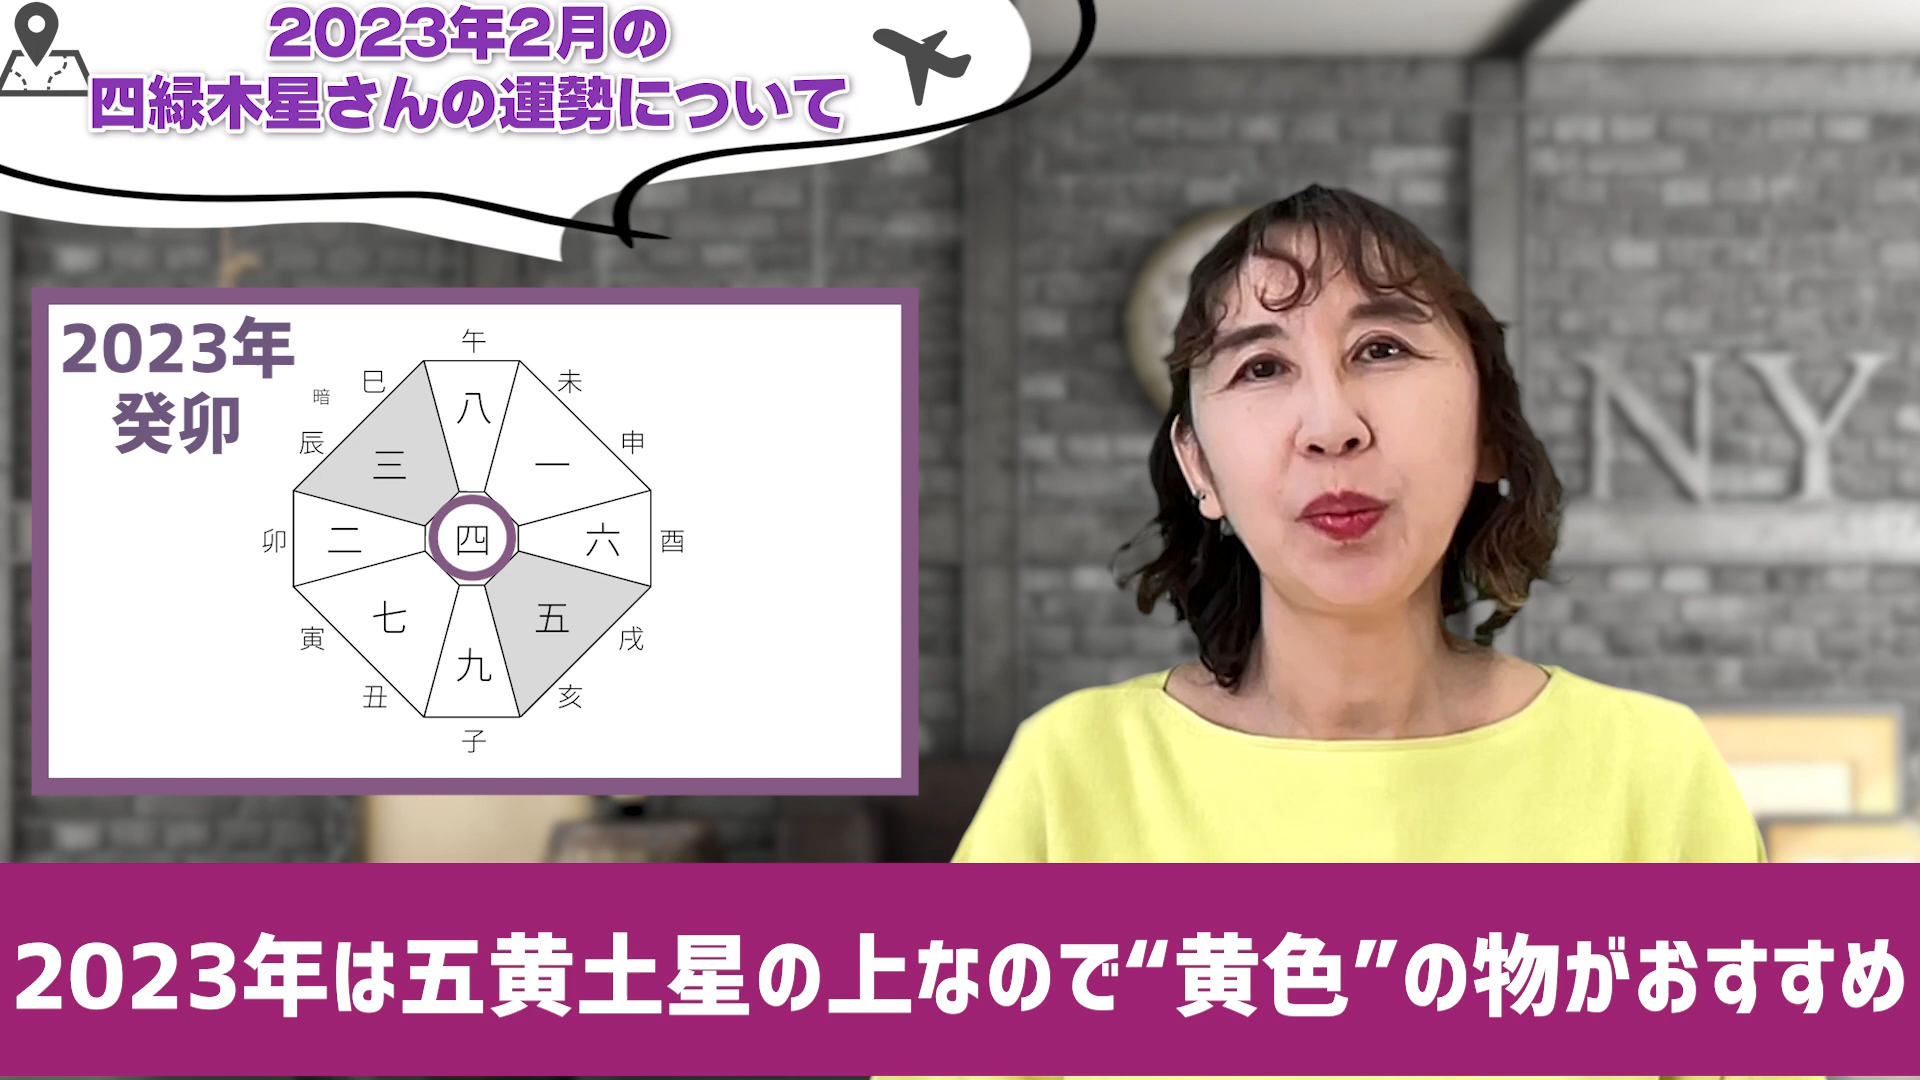 2023年2月の
四緑木星さんの運勢について
2023年
癸卯
午
巳
未
暗
八
辰
申
三
一
卯
二
四
六
酉
七
五
寅
戌
九
丑
亥
子
NY
2023年は五黄土星の上なので“黄色”の物がおすすめ